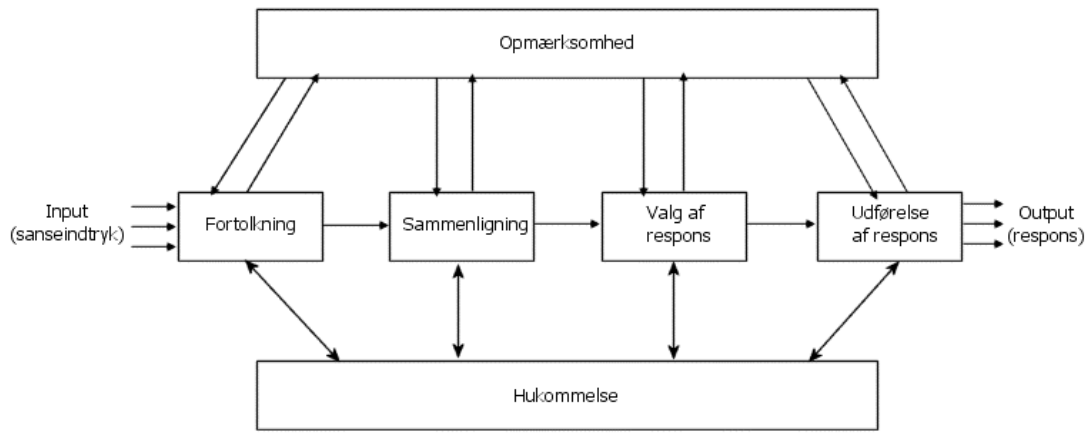 Opmærksomhed
Input
(sanseindtryk)
Fortolkning
Sammenligning
Valg af
respons
Udførelse
af respons
Output
(respons)
Hukommelse